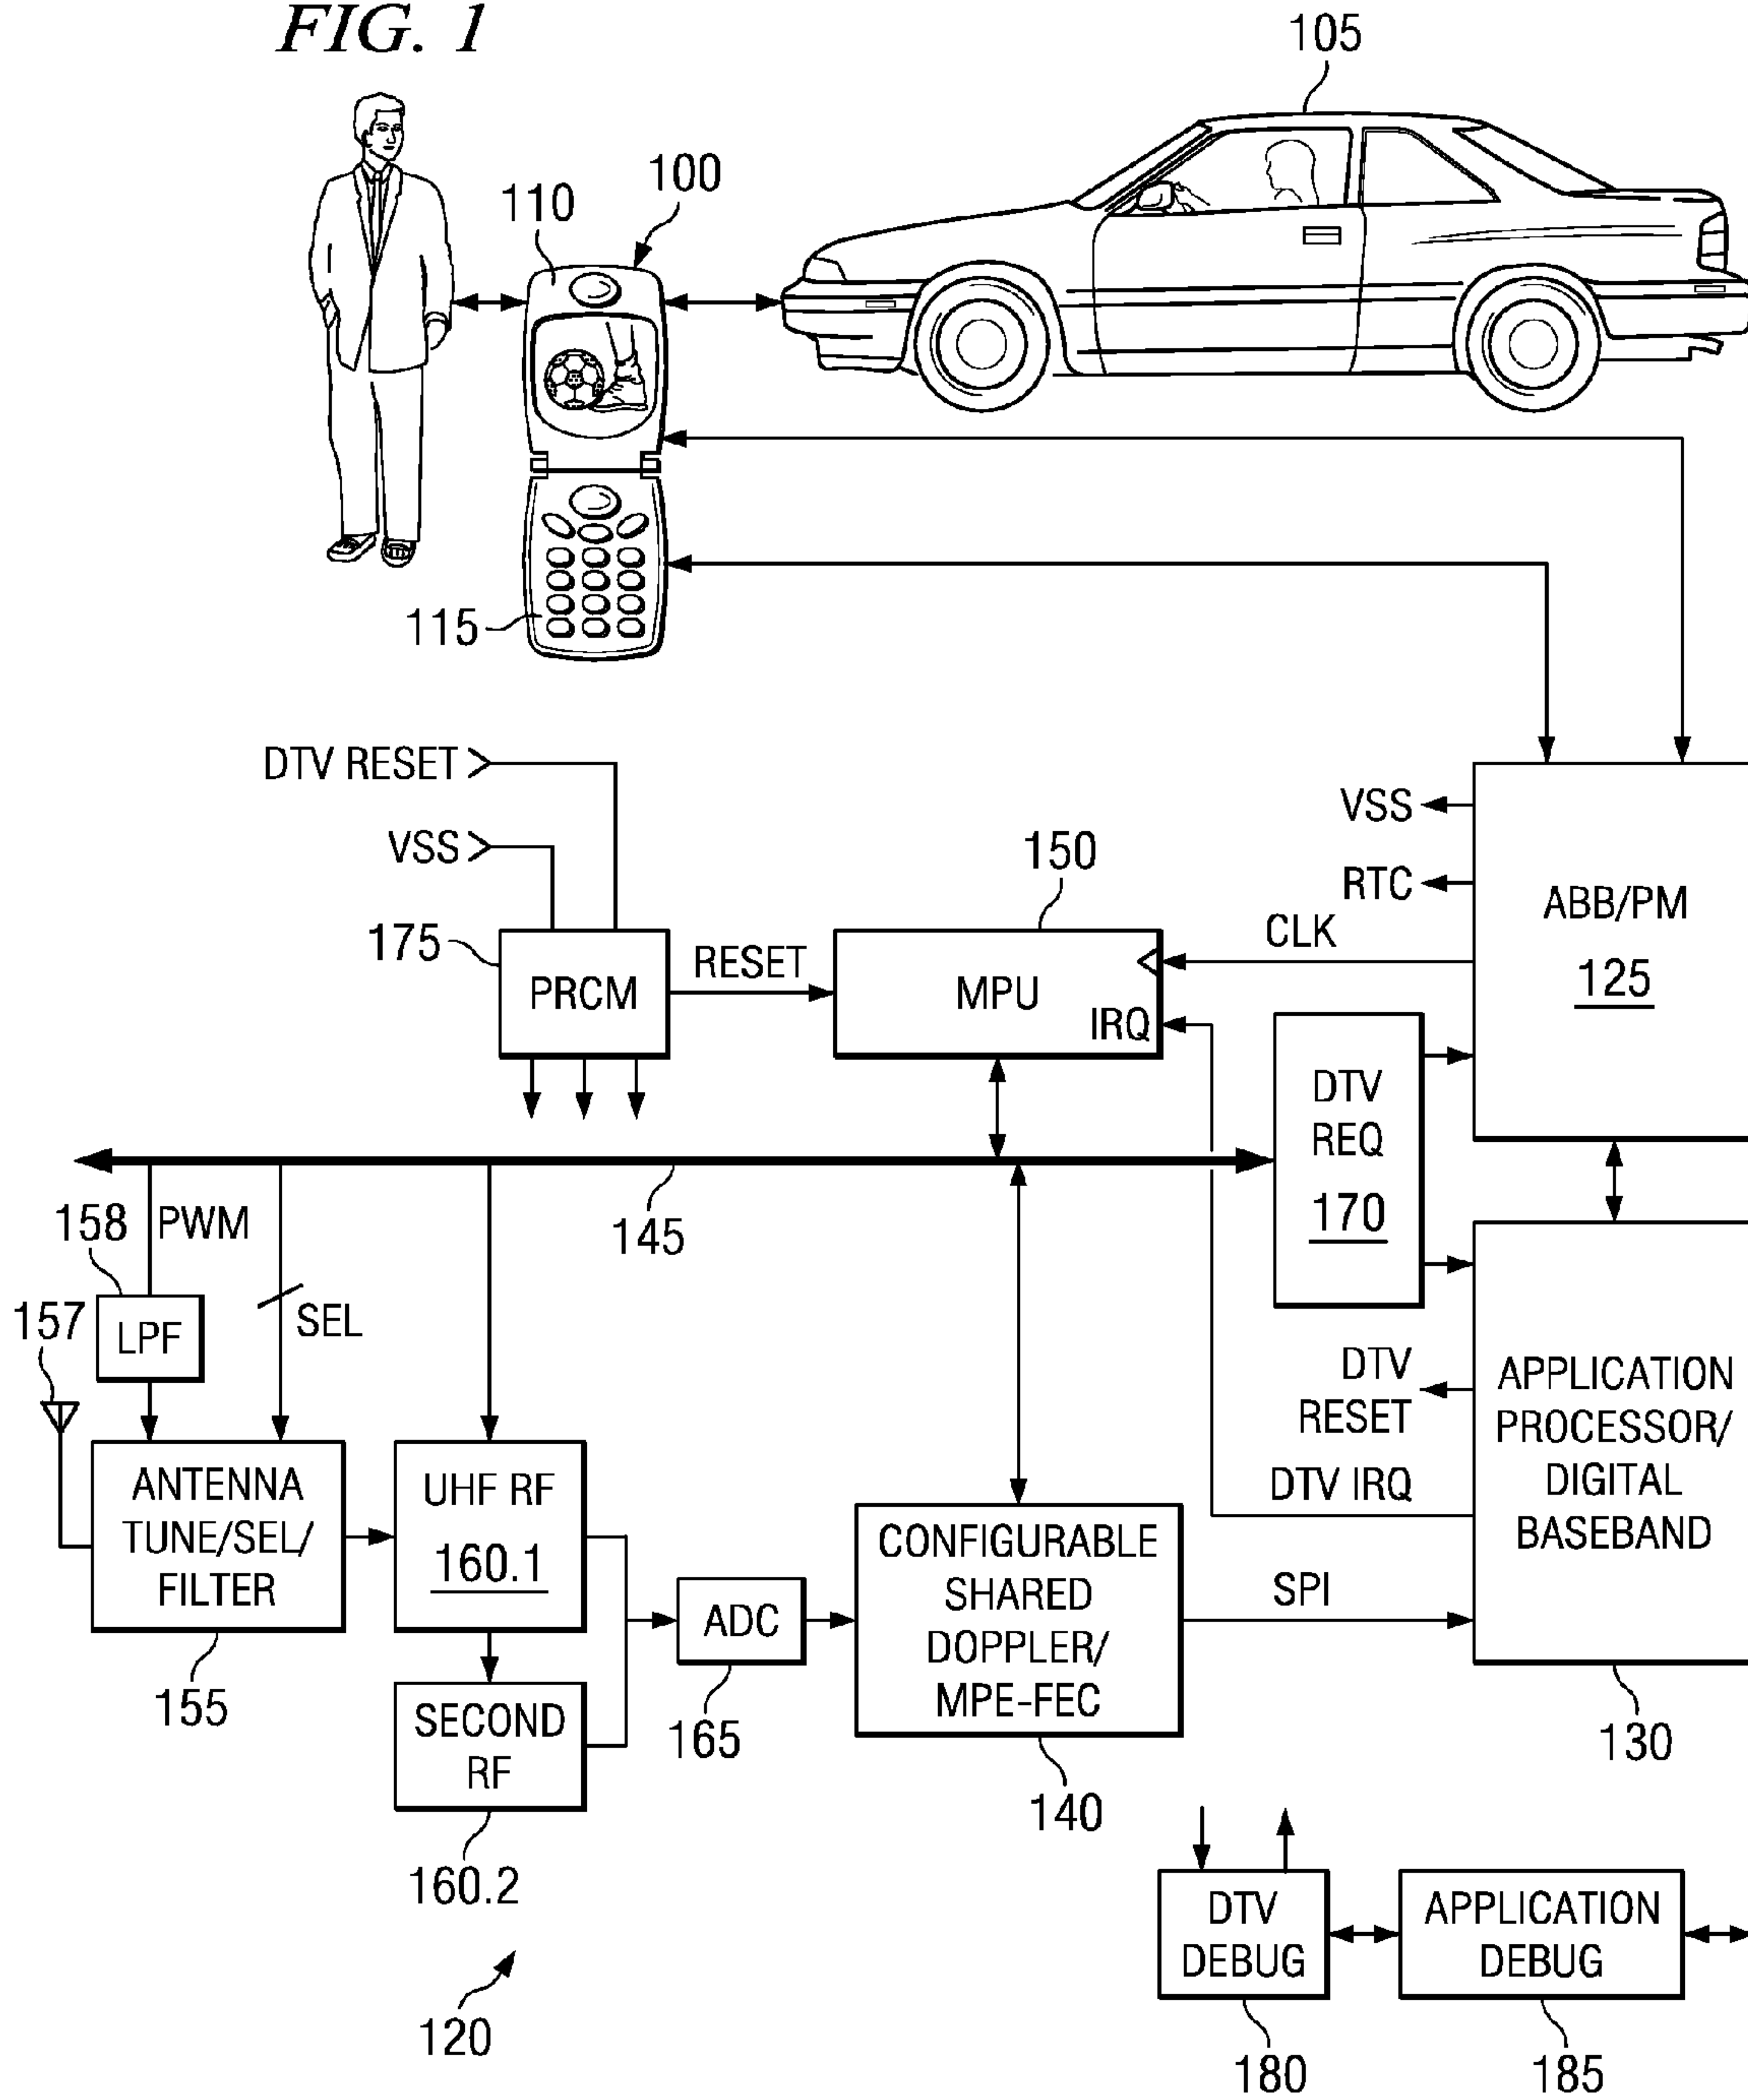 FIG. 1
105
100
110
115
DTV RESET
VSS
150
VSS
RTC
ABB/PM
125
CLK
175
PRCM
RESET
MPU
IRQ
DTV
REQ
170
158
PWM
145
157
LPF
SEL
DTV
RESET
APPLICATION
PROCESSOR/
DIGITAL
BASEBAND
DTV IRQ
ANTENNA
TUNE/SEL/
FILTER
UHF RF
160.1
CONFIGURABLE
SHARED
DOPPLER/
MPE-FEC
SPI
ADC
155
SECOND
RF
165
130
140
160.2
DTV
DEBUG
APPLICATION
DEBUG
120
180
185